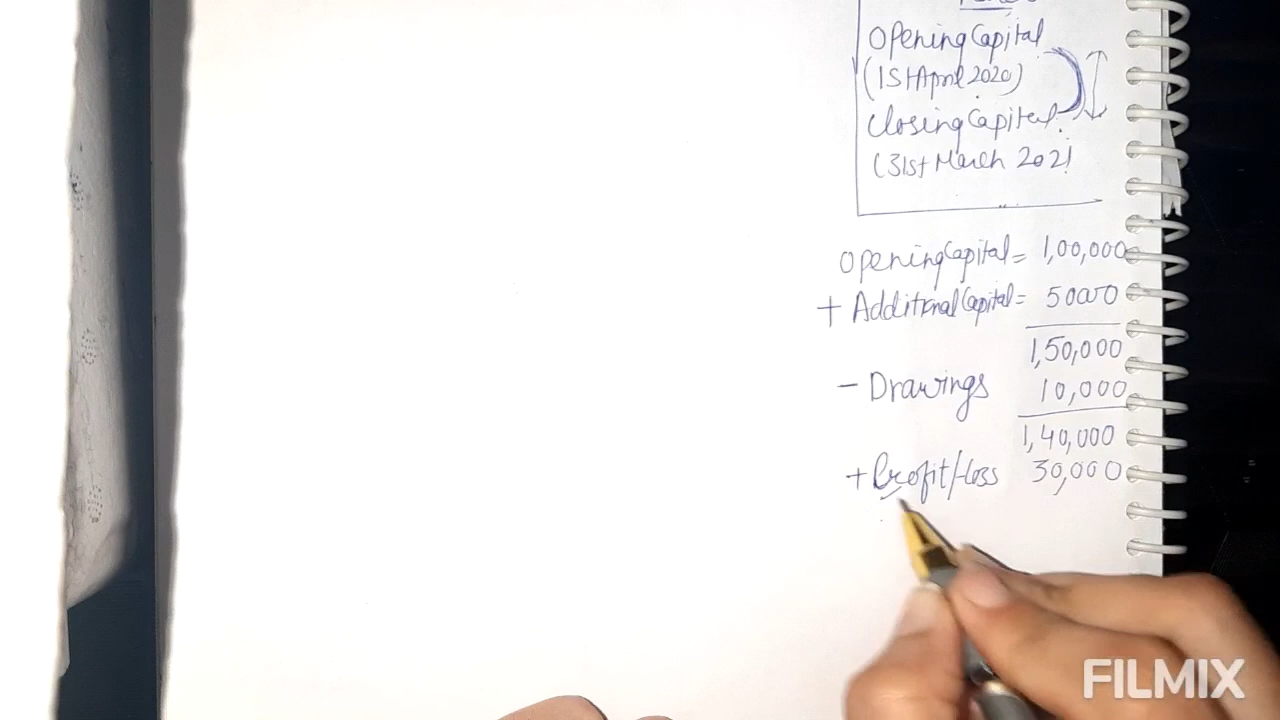 Opening Capital
(1st April 2020)
Closing Capital.
(31st March 2021
Opening Capital = 1,00,000
+ Additional Capital = 50000
1,50,000
- Drawings 10,000
1,40,000
+ Profit/-Loss 30,000
FILMIX